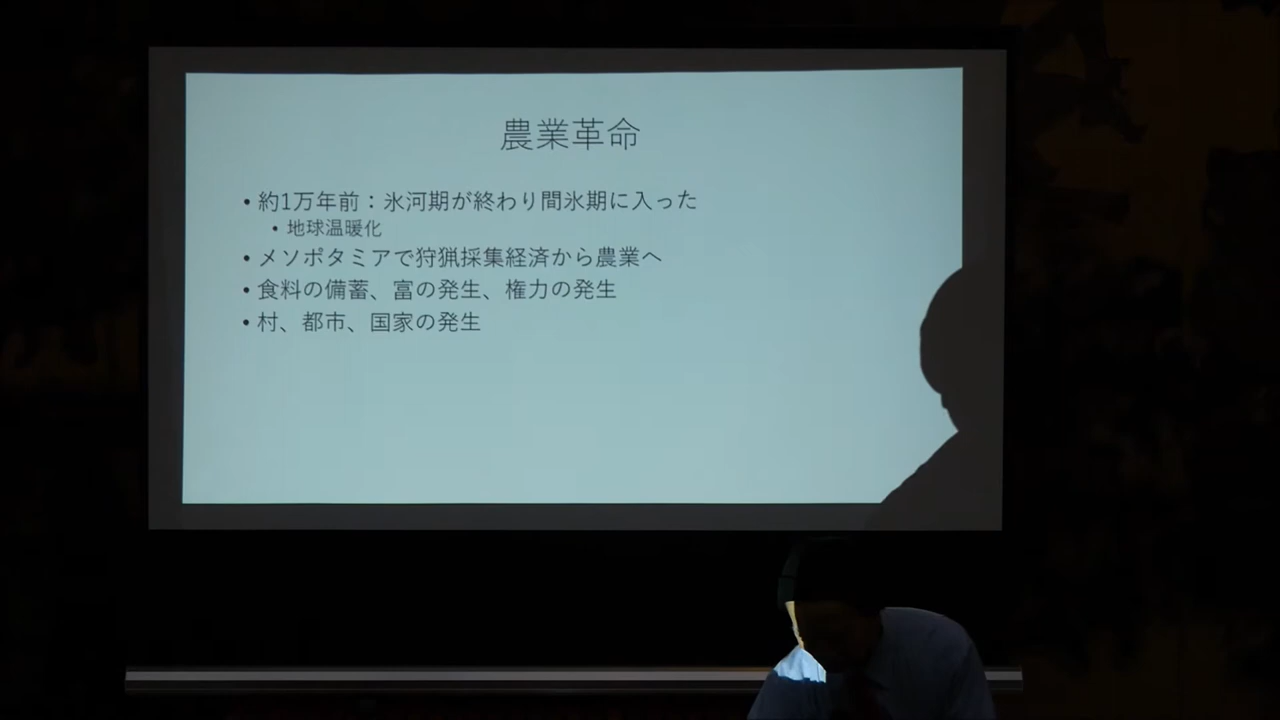 農業革命
• 約1万年前：氷河期が終わり間氷期に入った
• 地球温暖化
• メソポタミアで狩猟採集経済から農業へ
• 食料の備蓄、富の発生、権力の発生
• 村、都市、国家の発生